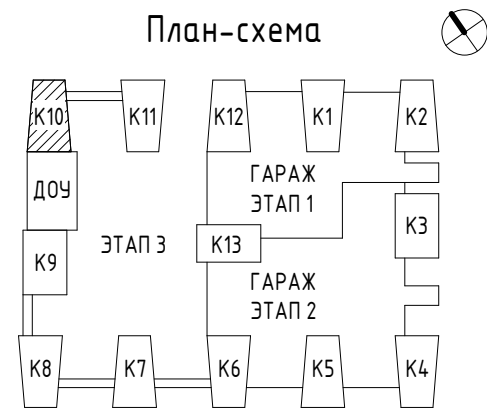 План-схема
К10
К11
К12
К1
К2
ГАРАЖ
ЭТАП 1
ДОУ
К3
ЭТАП 3
К13
К9
ГАРАЖ
ЭТАП 2
К8
К7
К6
К5
К4